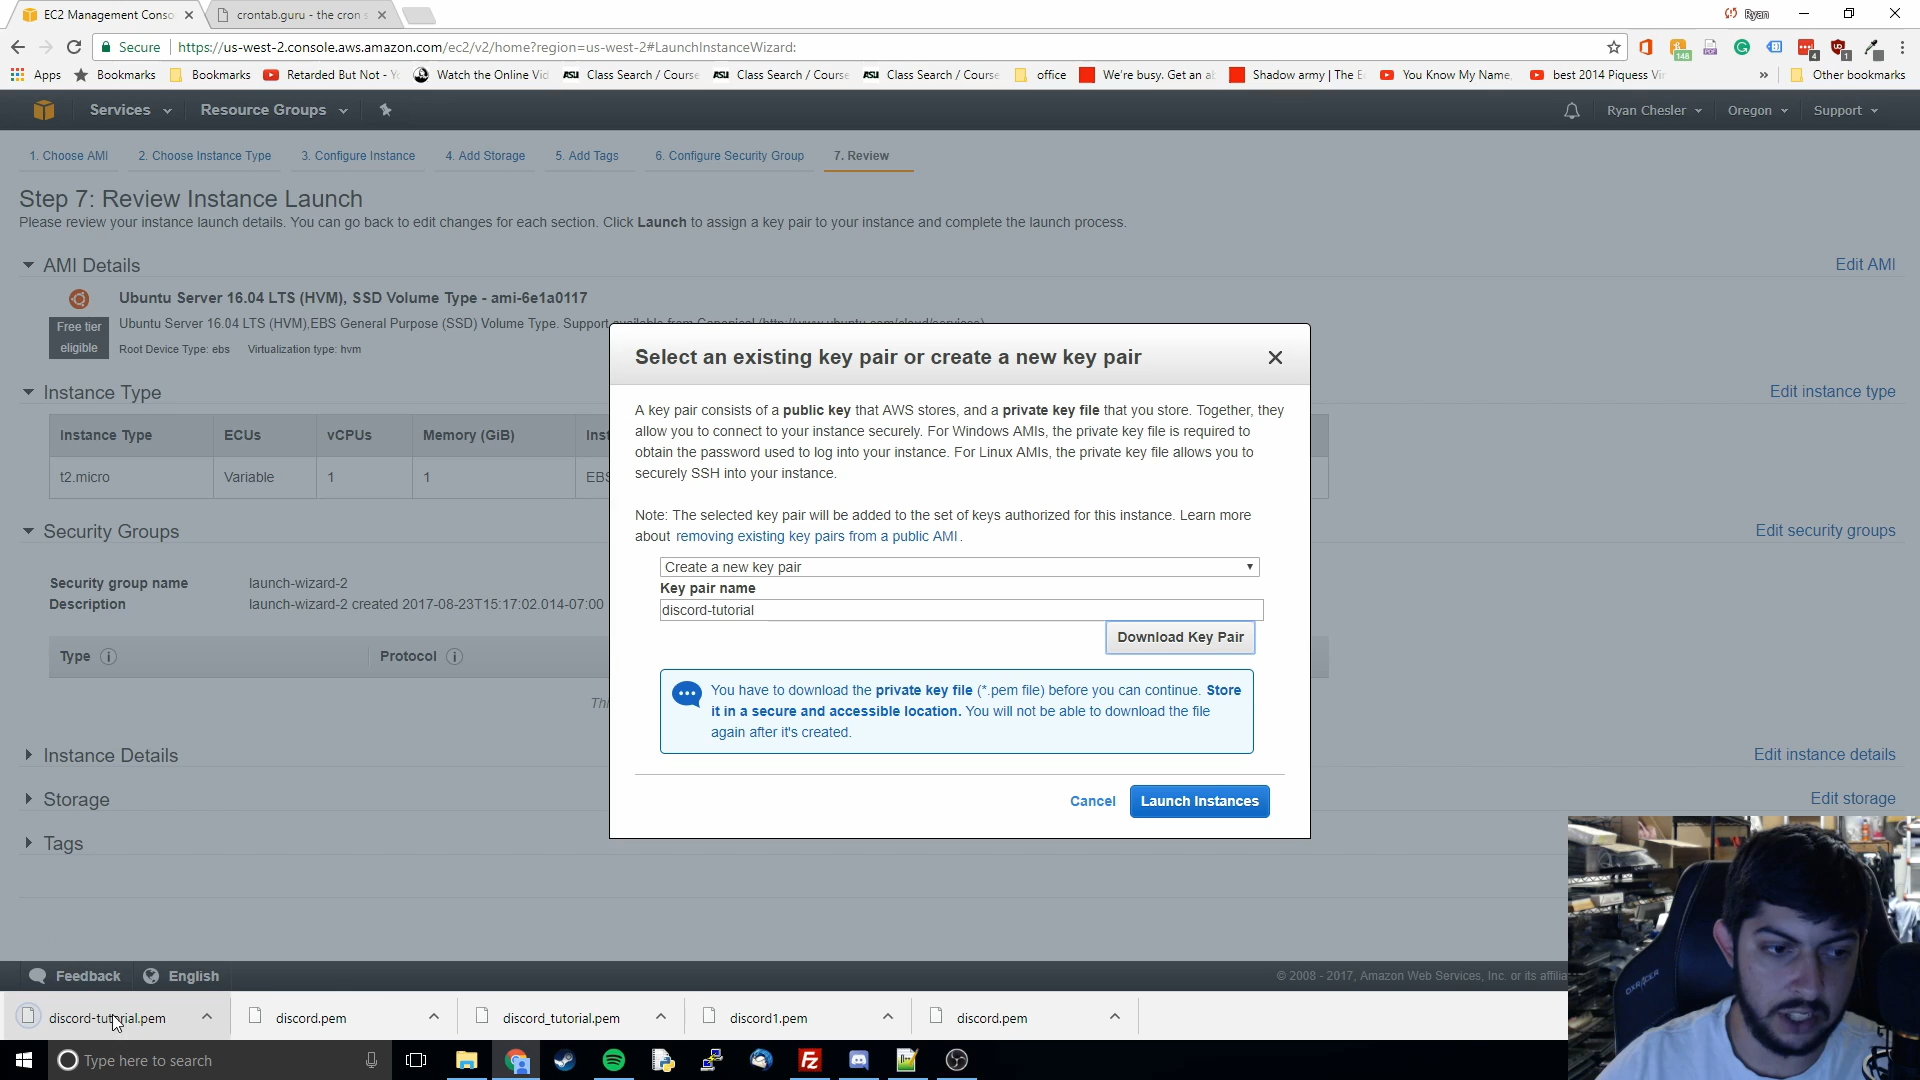 EC2 Management Conso
crontab.guru - the cron s
Ryan
Secure
https://us-west-2.console.aws.amazon.com/ec2/v2/home?region=us-west-2#LaunchInstanceWizard:
148
4
1
Apps
Bookmarks
Bookmarks
Retarded But Not - Yo
Watch the Online Vid
ASU Class Search / Course
ASU Class Search / Course
ASU Class Search / Course
office
We're busy. Get an a
Shadow army | The E
You Know My Name
best 2014 Piquess Vi
»
Other bookmarks
Services
Resource Groups
Ryan Chesler
Oregon
Support
1. Choose AMI
2. Choose Instance Type
3. Configure Instance
4. Add Storage
5. Add Tags
6. Configure Security Group
7. Review
Step 7: Review Instance Launch
Please review your instance launch details. You can go back to edit changes for each section. Click Launch to assign a key pair to your instance and complete the launch process.
AMI Details
Edit AMI
Ubuntu Server 16.04 LTS (HVM), SSD Volume Type - ami-6e1a0117
Free tier eligible
Ubuntu Server 16.04 LTS (HVM),EBS General Purpose (SSD) Volume Type. Support available from Canonical (http://www.ubuntu.com/cloud/services).
Root Device Type: ebs Virtualization type: hvm
Instance Type
Edit instance type
Instance Type ECUs vCPUs Memory (GiB) Inst
t2.micro Variable 1 1 EBS
Security Groups
Edit security groups
Security group name launch-wizard-2
Description launch-wizard-2 created 2017-08-23T15:17:02.014-07:00
Type Protocol
Thi
Instance Details
Edit instance details
Storage
Edit storage
Tags
Select an existing key pair or create a new key pair
A key pair consists of a public key that AWS stores, and a private key file that you store. Together, they
allow you to connect to your instance securely. For Windows AMIs, the private key file is required to
obtain the password used to log into your instance. For Linux AMIs, the private key file allows you to
securely SSH into your instance.
Note: The selected key pair will be added to the set of keys authorized for this instance. Learn more
about removing existing key pairs from a public AMI.
Create a new key pair
Key pair name
discord-tutorial
Download Key Pair
You have to download the private key file (*.pem file) before you can continue. Store
it in a secure and accessible location. You will not be able to download the file
again after it's created.
Cancel
Launch Instances
Feedback
English
© 2008 - 2017, Amazon Web Services, Inc. or its affilia
discord-tutorial.pem
discord.pem
discord_tutorial.pem
discord1.pem
discord.pem
Type here to search
DXRACER